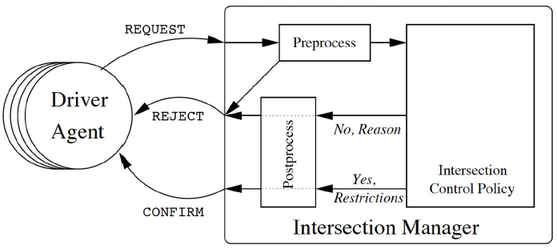 REQUEST
Preprocess
Driver
Agent
REJECT
No, Reason
Postprocess
Yes,
Restrictions
Intersection
Control Policy
CONFIRM
Intersection Manager